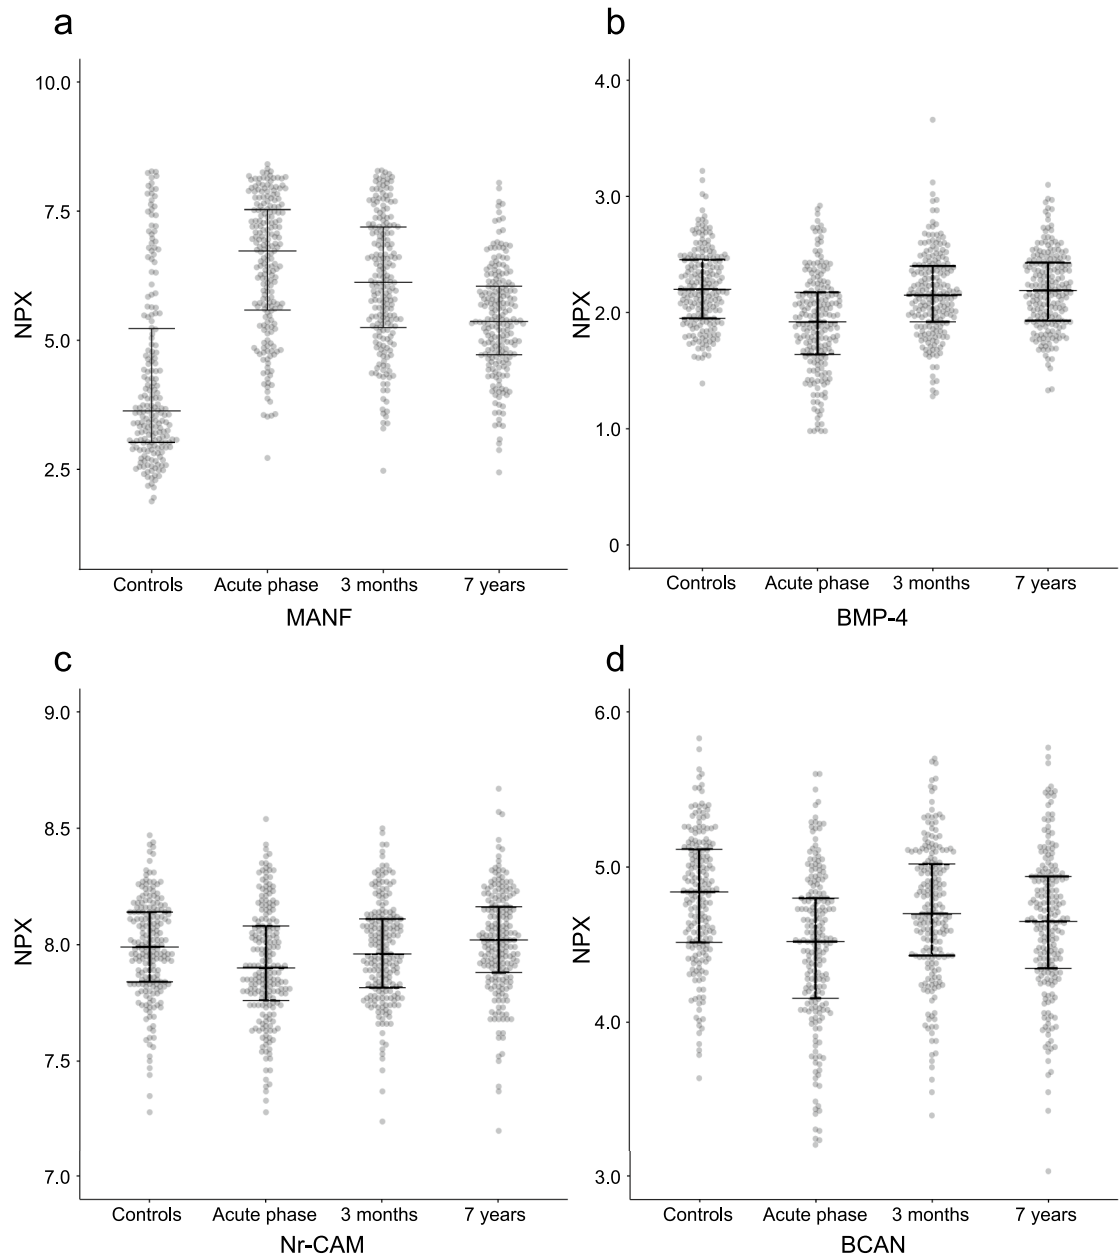 a
10.0
7.5
5.0
2.5
NPX
Controls Acute phase 3 months 7 years
MANF
b
4.0
3.0
2.0
1.0
0
NPX
Controls Acute phase 3 months 7 years
BMP-4
c
9.0
8.5
8.0
7.5
7.0
NPX
Controls Acute phase 3 months 7 years
Nr-CAM
d
6.0
5.0
4.0
3.0
NPX
Controls Acute phase 3 months 7 years
BCAN